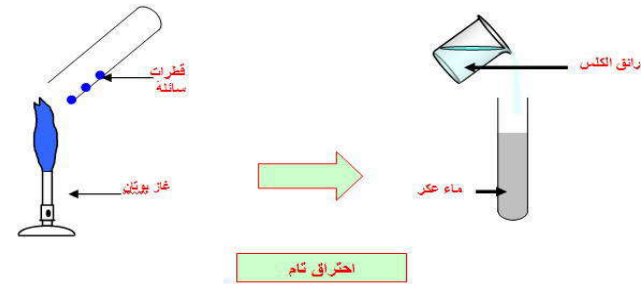 قطرات
سائلة
رائق الكلس
غاز بوتان
ماء عكر
احتراق تام